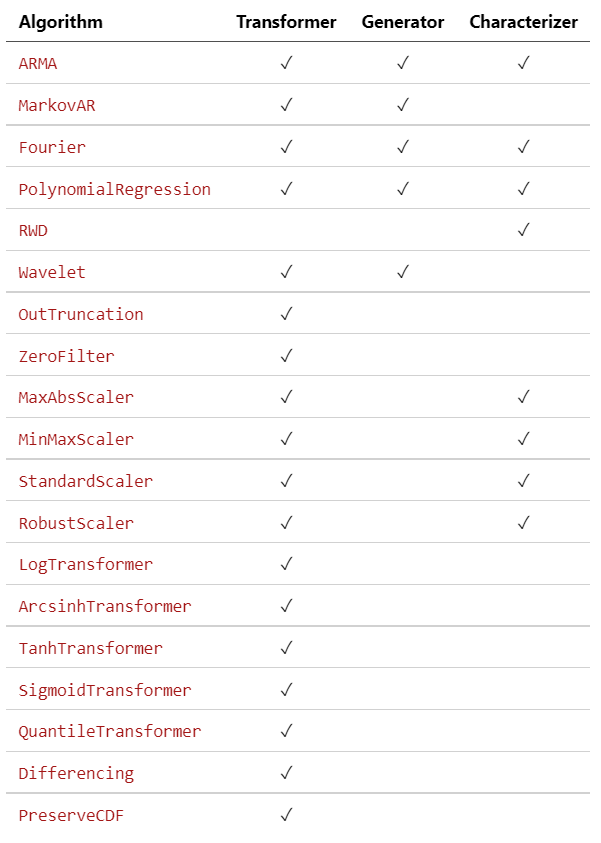 Algorithm Transformer Generator Characterizer
ARMA ✓ ✓ ✓
MarkovAR ✓ ✓
Fourier ✓ ✓ ✓
PolynomialRegression ✓ ✓ ✓
RWD ✓
Wavelet ✓ ✓
OutTruncation ✓
ZeroFilter ✓
MaxAbsScaler ✓ ✓
MinMaxScaler ✓ ✓
StandardScaler ✓ ✓
RobustScaler ✓ ✓
LogTransformer ✓
ArcsinhTransformer ✓
TanhTransformer ✓
SigmoidTransformer ✓
QuantileTransformer ✓
Differencing ✓
PreserveCDF ✓